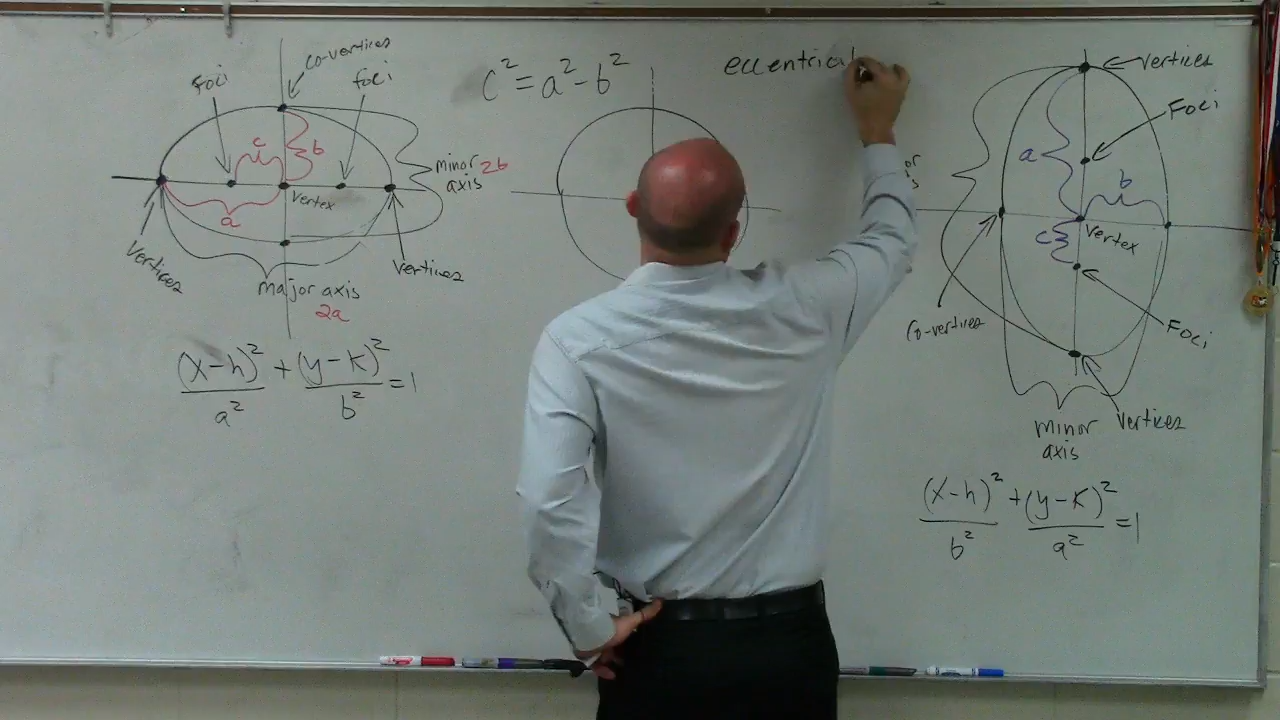 co-vertices
foci
foci
c
b
a
vertex
minor 2b
axis
vertices
vertices
major axis
2a
(x-h)² + (y-k)² = 1
a² b²
c² = a² - b²
eccentricit
vertices
Foci
a
b
c
vertex
co-vertices
Foci
vertices
minor
axis
(x-h)² + (y-k)² = 1
b² a²